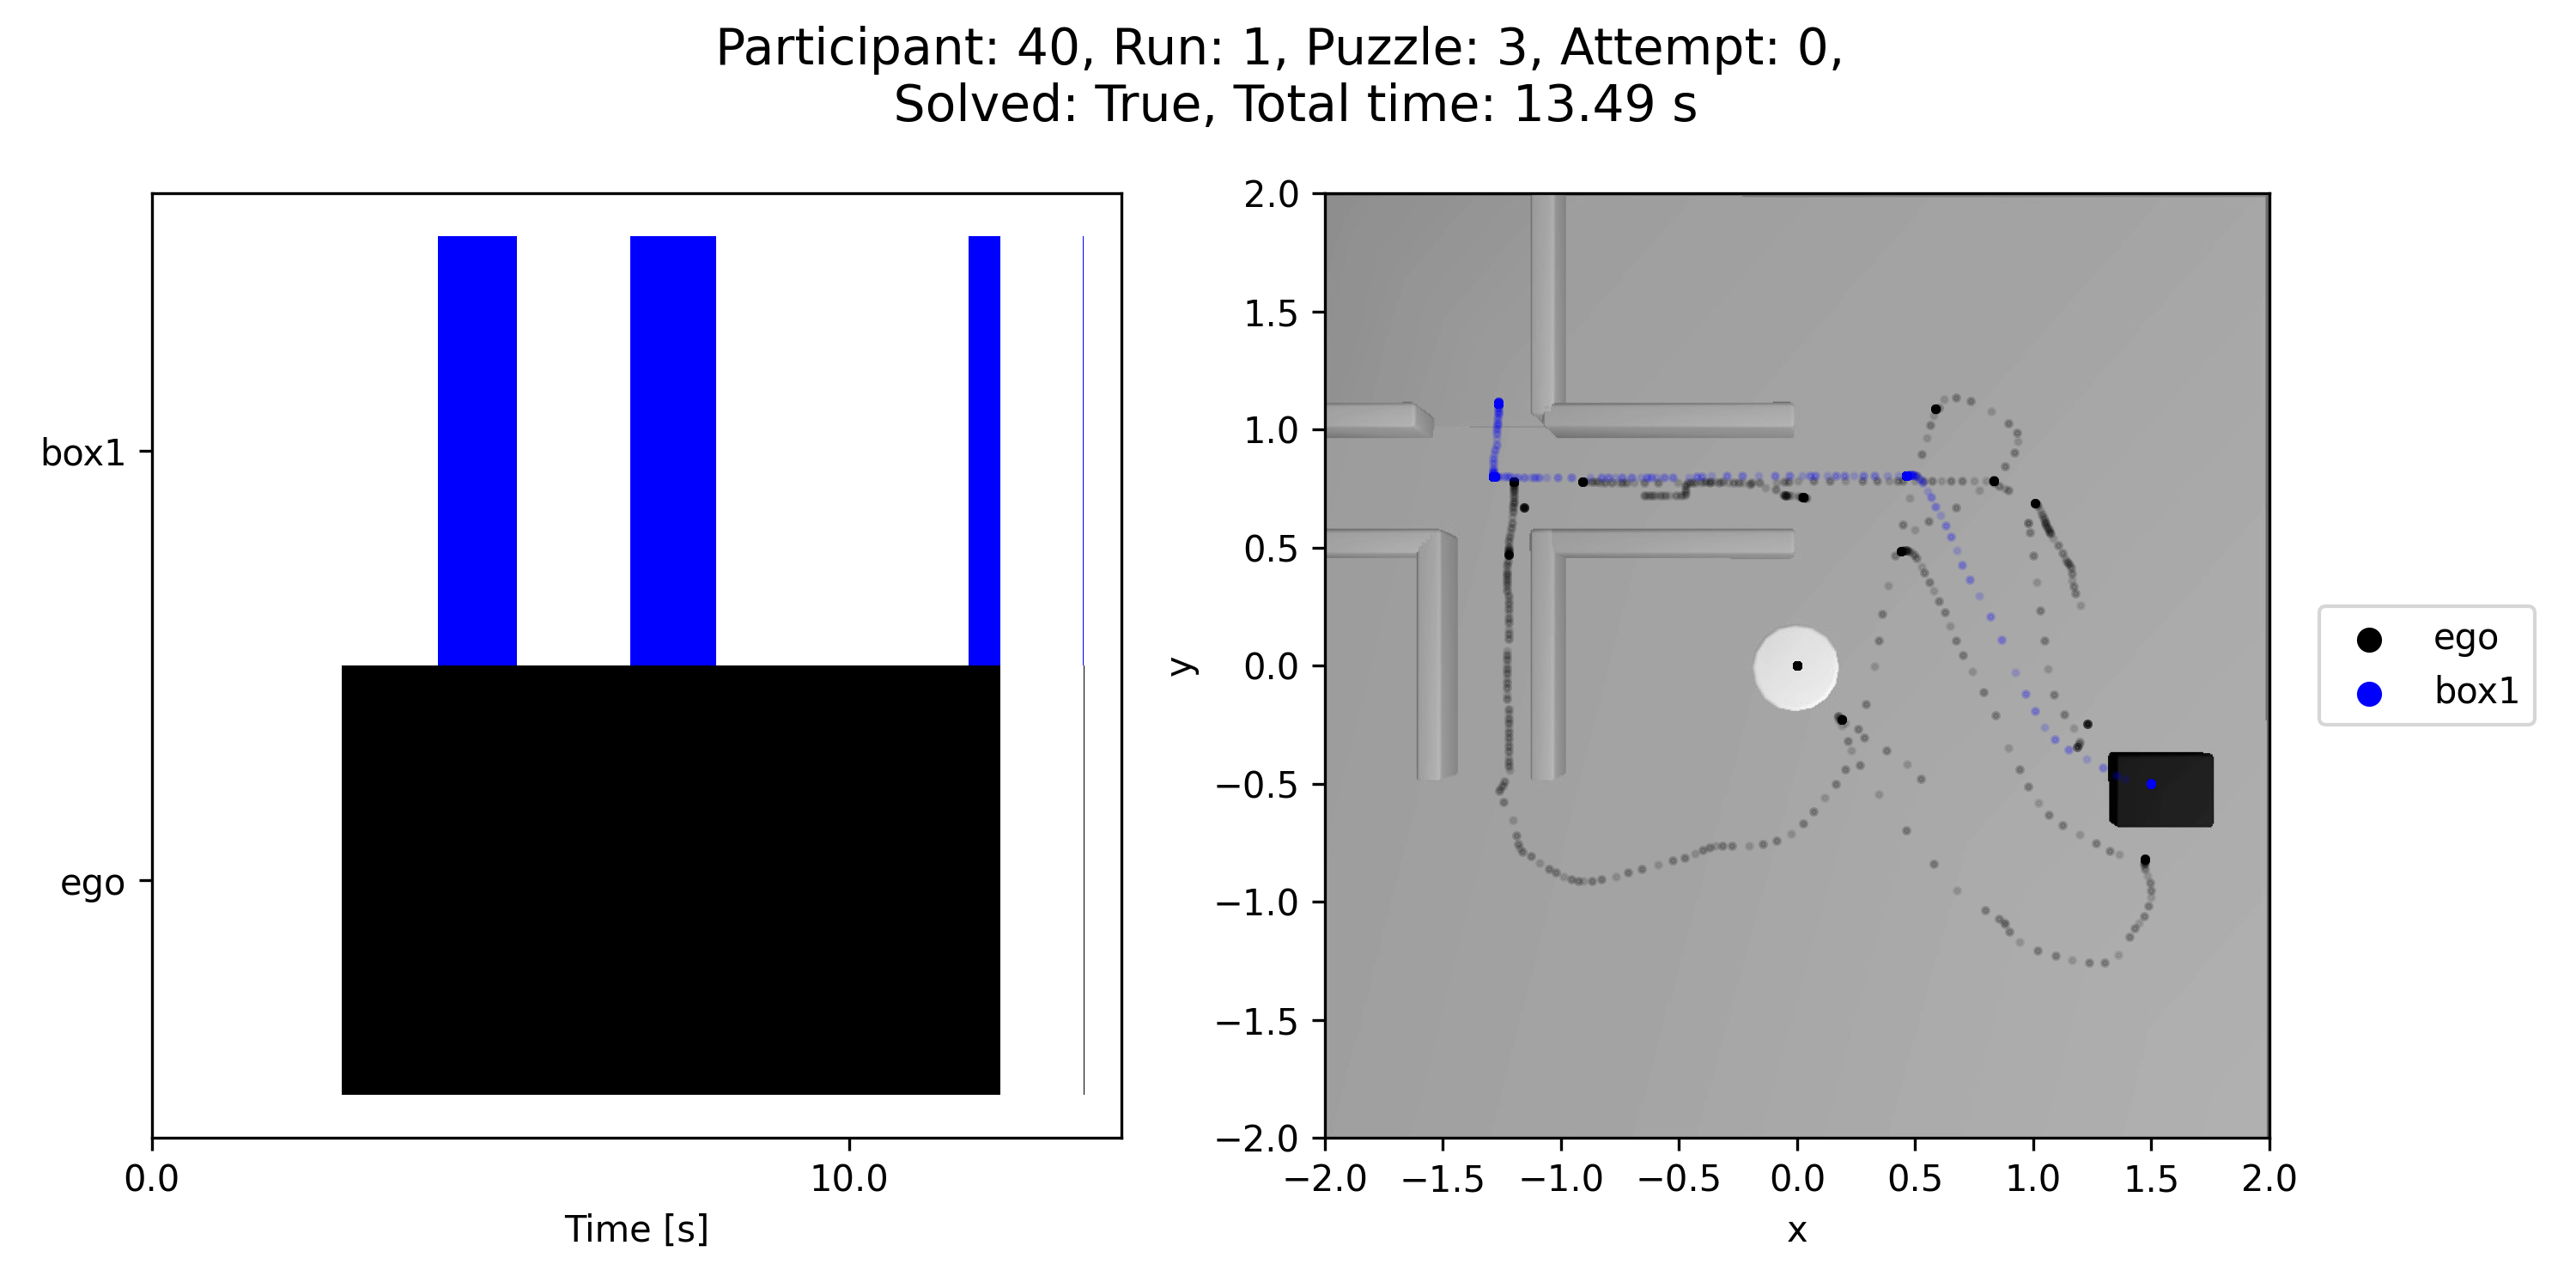 Participant: 40, Run: 1, Puzzle: 3, Attempt: 0,
Solved: True, Total time: 13.49 s
box1
ego
0.0
10.0
Time [s]
2.0
1.5
1.0
0.5
0.0
−0.5
−1.0
−1.5
−2.0
y
−2.0
−1.5
−1.0
−0.5
0.0
0.5
1.0
1.5
2.0
x
ego
box1